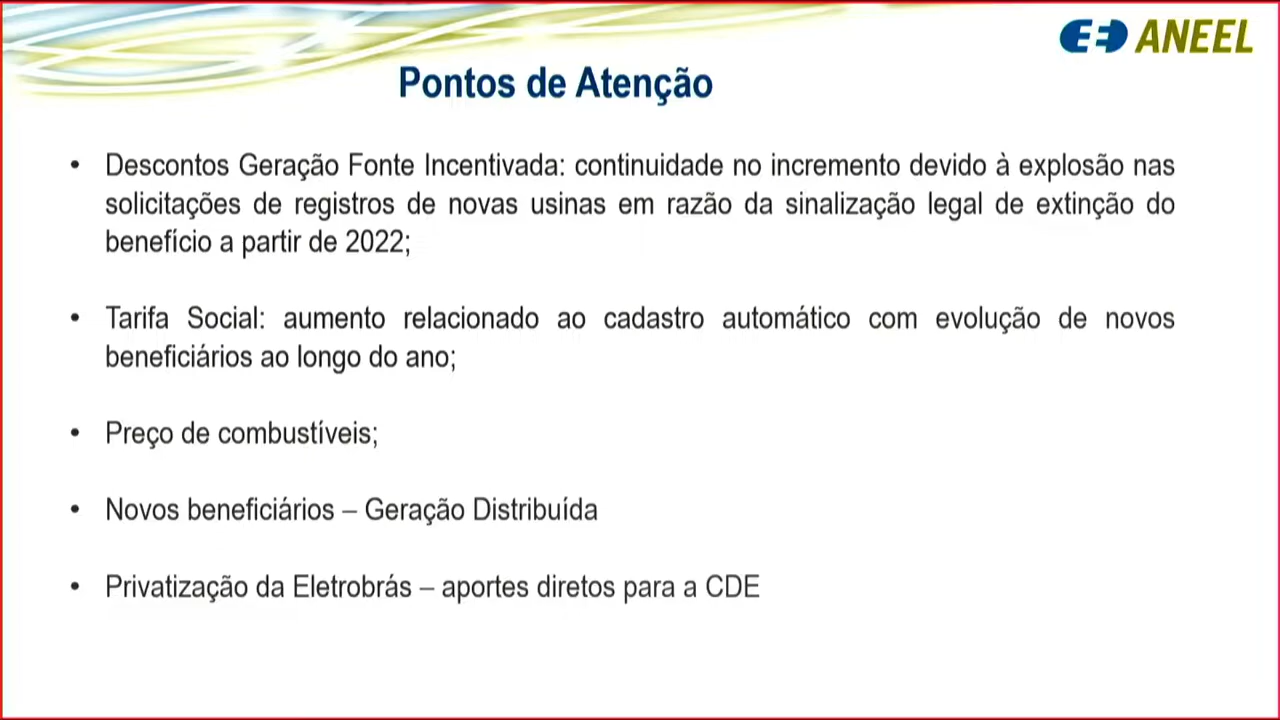 ANEEL
Pontos de Atenção
• Descontos Geração Fonte Incentivada: continuidade no incremento devido à explosão nas
solicitações de registros de novas usinas em razão da sinalização legal de extinção do
benefício a partir de 2022;
• Tarifa Social: aumento relacionado ao cadastro automático com evolução de novos
beneficiários ao longo do ano;
• Preço de combustíveis;
• Novos beneficiários – Geração Distribuída
• Privatização da Eletrobrás – aportes diretos para a CDE